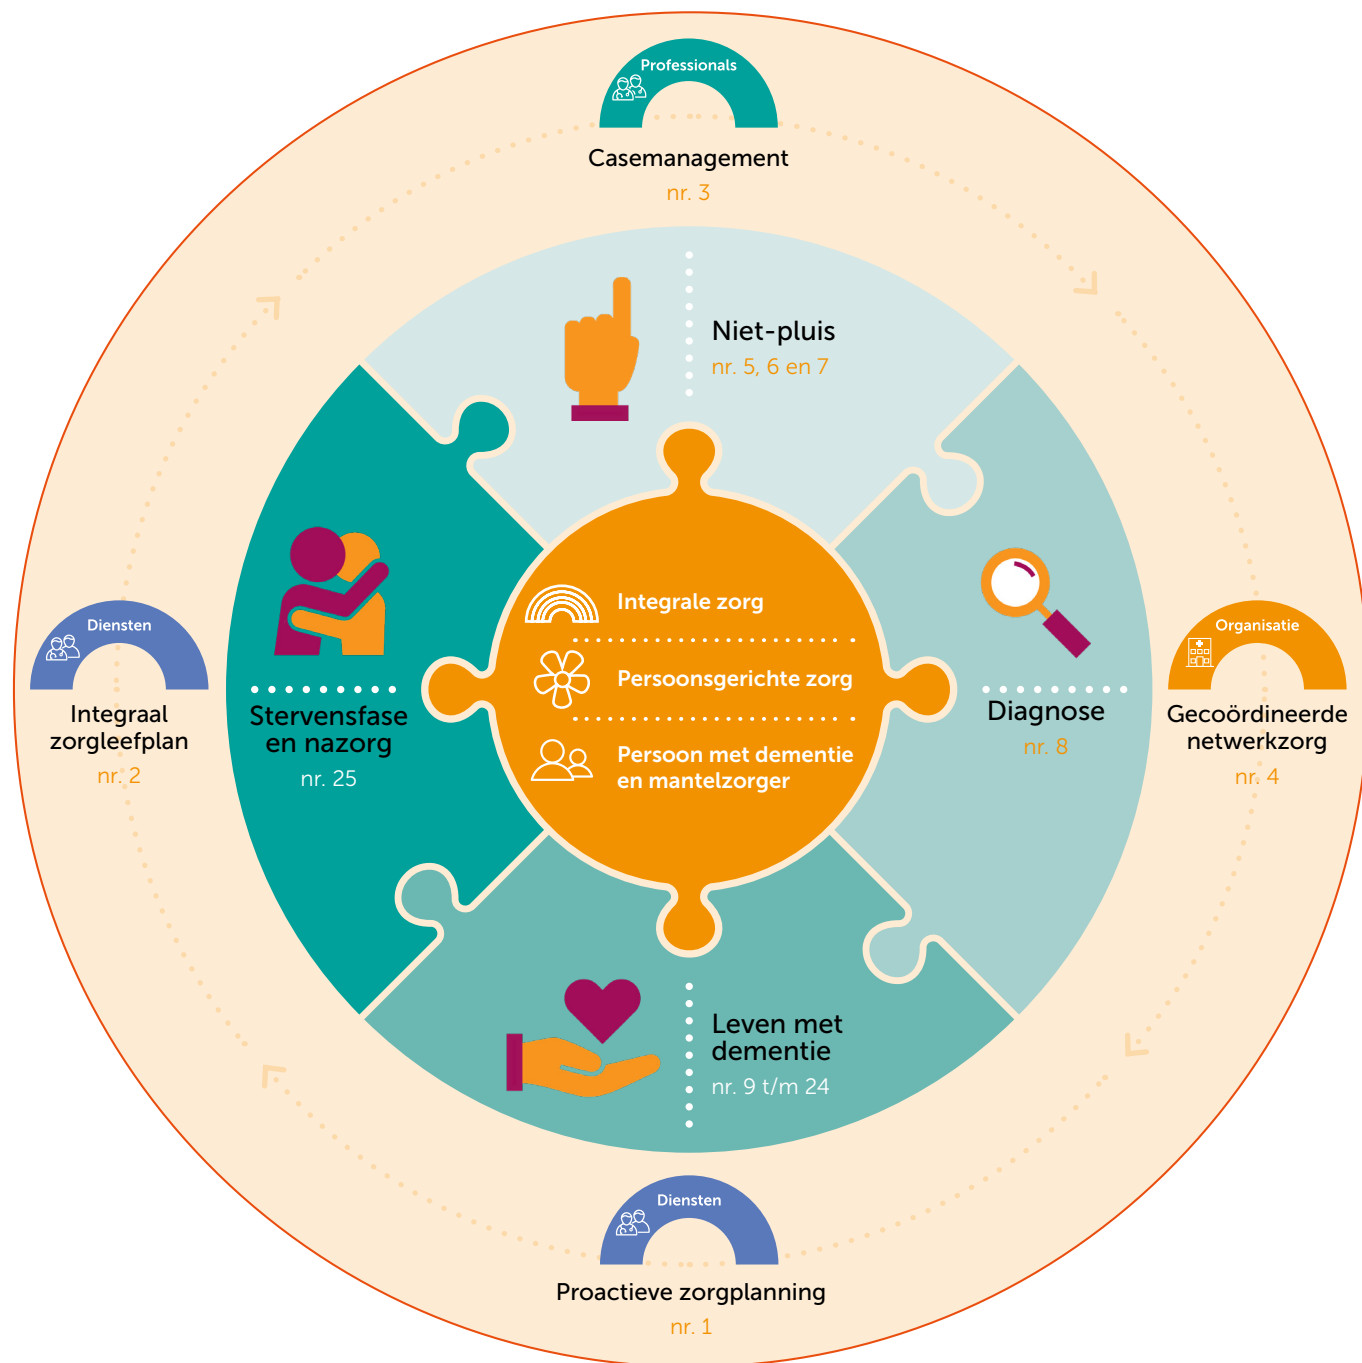 Professionals
Casemanagement
nr. 3
Niet-pluis
nr. 5, 6 en 7
Integrale zorg
Persoonsgerichte zorg
Persoon met dementie
en mantelzorger
Diensten
Integraal
zorgleefplan
nr. 2
Stervensfase
en nazorg
nr. 25
Diagnose
nr. 8
Organisatie
Gecoördineerde
netwerkzorg
nr. 4
Leven met
dementie
nr. 9 t/m 24
Diensten
Proactieve zorgplanning
nr. 1